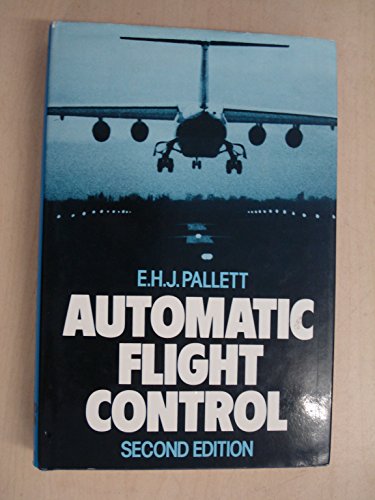 E.H.J. PALLETT
AUTOMATIC
FLIGHT
CONTROL
SECOND EDITION